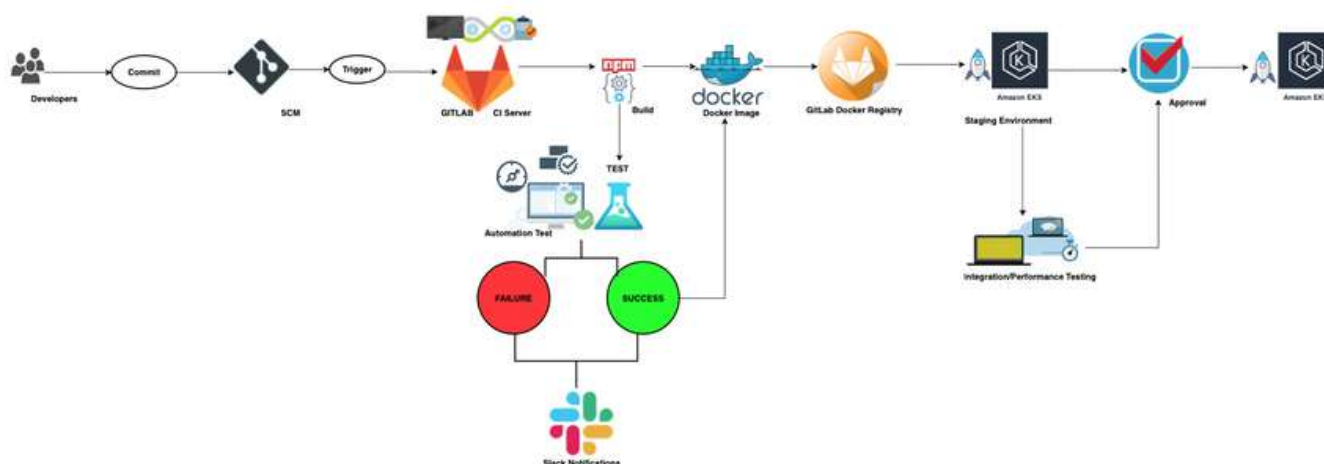 Developers
Commit
SCM
Trigger
GITLAB CI Server
npm
Build
docker
Docker Image
GitLab Docker Registry
Amazon EKS
Staging Environment
Approval
Amazon EKS
TEST
Automation Test
FAILURE
SUCCESS
Integration/Performance Testing
Slack Notifications